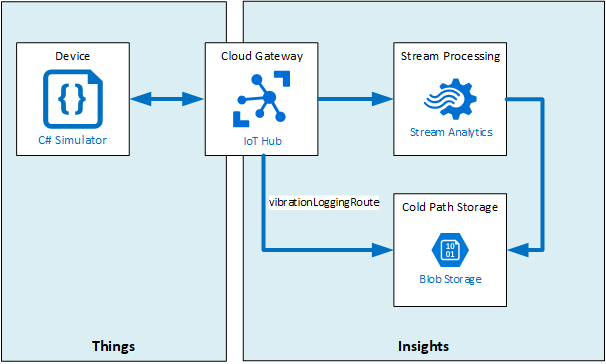 Device
C# Simulator
Cloud Gateway
IoT Hub
Stream Processing
Stream Analytics
vibrationLoggingRoute
Cold Path Storage
10
01
Blob Storage
Things
Insights